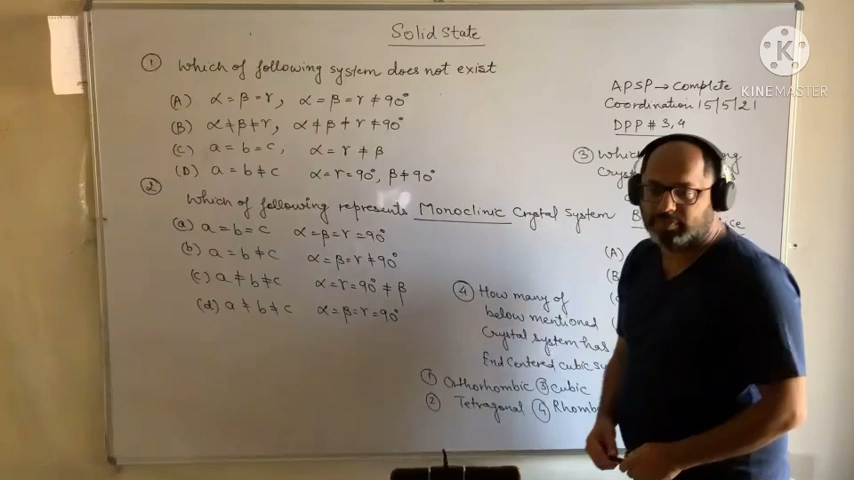 Solid State
① Which of following system does not exist
(A) α = β = γ, α = β = γ ≠ 90°
(B) α ≠ β ≠ γ, α ≠ β ≠ γ ≠ 90°
(C) a = b = c, α = γ ≠ β
(D) a = b ≠ c α = γ = 90°, β ≠ 90°
② Which of following represents Monoclinic Crystal System
(a) a = b = c α = β = γ = 90°
(b) a = b ≠ c α = β = γ ≠ 90°
(c) a ≠ b ≠ c α = γ = 90° ≠ β
(d) a ≠ b ≠ c α = β = γ = 90°
K
KINEMASTER
APSP → Complete
Coordination 15/5/21
DPP # 3, 4
③ Which
(A)
④ How many of
below mentioned
Crystal system has
End Centered cubic
① Orthorhombic ③ Cubic
② Tetragonal ④ Rhomb